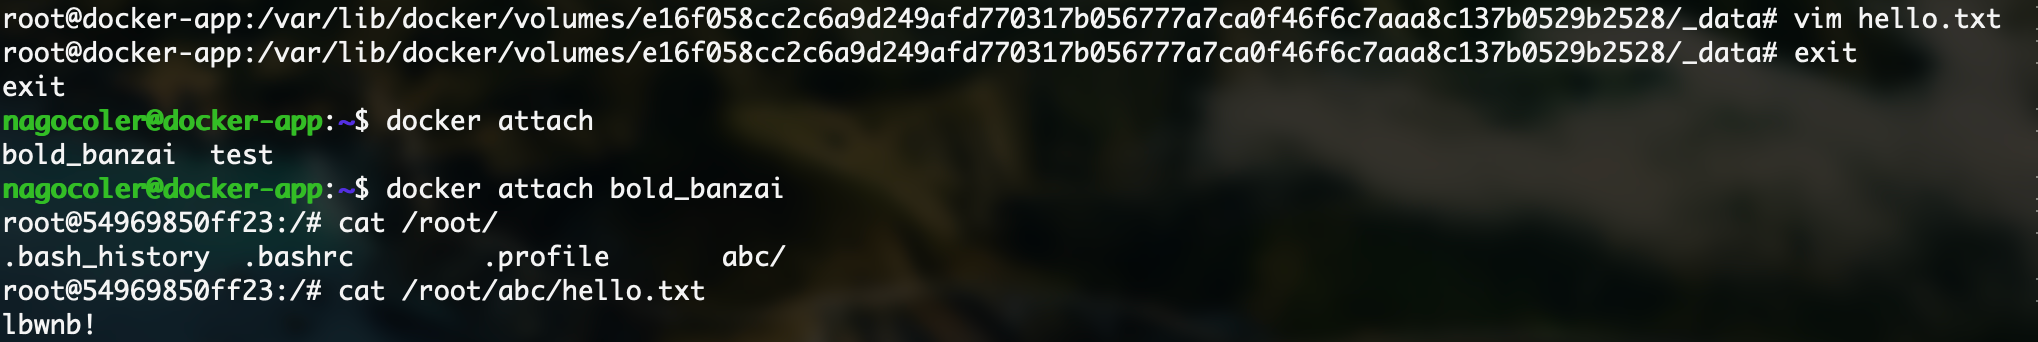 root@docker-app:/var/lib/docker/volumes/e16f058cc2c6a9d249afd770317b056777a7ca0f46f6c7aaa8c137b0529b2528/_data# vim hello.txt
root@docker-app:/var/lib/docker/volumes/e16f058cc2c6a9d249afd770317b056777a7ca0f46f6c7aaa8c137b0529b2528/_data# exit
exit
nagocoler@docker-app:~$ docker attach
bold_banzai  test
nagocoler@docker-app:~$ docker attach bold_banzai
root@54969850ff23:/# cat /root/
.bash_history  .bashrc        .profile       abc/
root@54969850ff23:/# cat /root/abc/hello.txt
lbwnb!